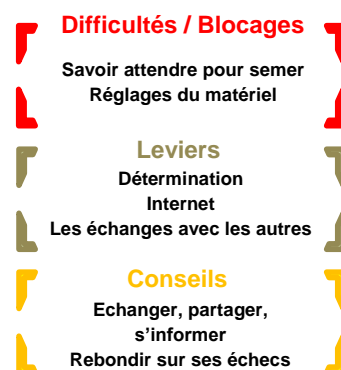 Difficultés / Blocages
Savoir attendre pour semer
Réglages du matériel
Leviers
Détermination
Internet
Les échanges avec les autres
Conseils
Echanger, partager,
s'informer
Rebondir sur ses échecs